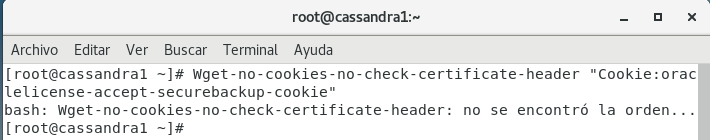 root@cassandra1:~
Archivo Editar Ver Buscar Terminal Ayuda
[root@cassandra1 ~]# Wget-no-cookies-no-check-certificate-header "Cookie:orac
lelicense-accept-securebackup-cookie"
bash: Wget-no-cookies-no-check-certificate-header: no se encontró la orden...
[root@cassandra1 ~]#